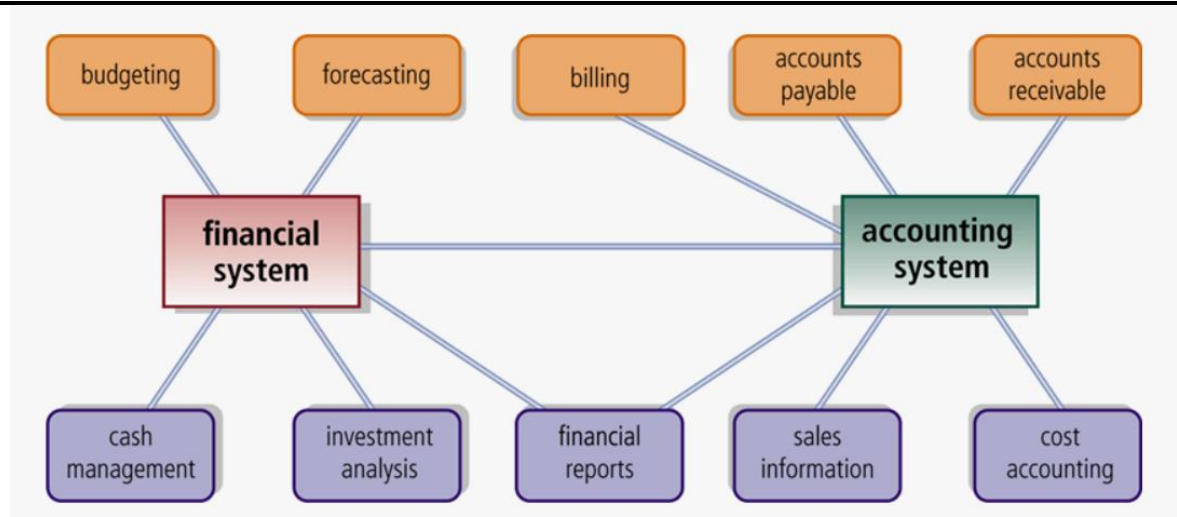 budgeting
forecasting
billing
accounts
payable
accounts
receivable
financial
system
accounting
system
cash
management
investment
analysis
financial
reports
sales
information
cost
accounting